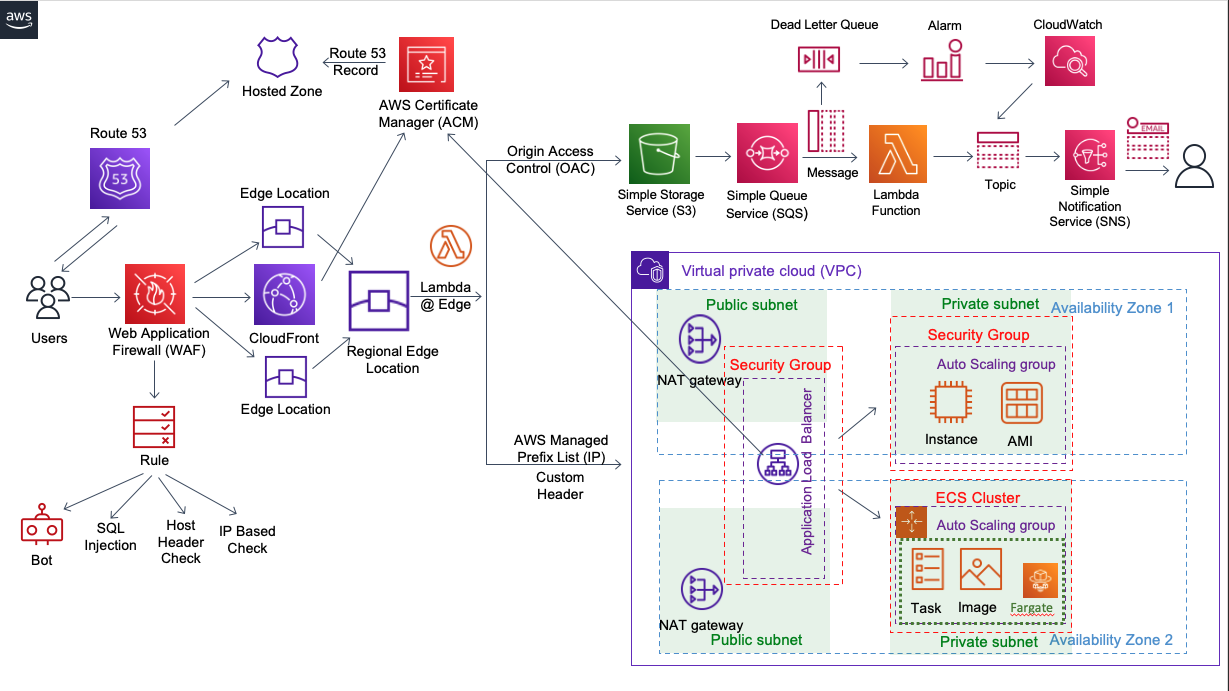 aws
Dead Letter Queue
Alarm
CloudWatch
Route 53
Record
Hosted Zone
AWS Certificate
Manager (ACM)
Route 53
53
Origin Access
Control (OAC)
Simple Storage
Service (S3)
Simple Queue
Service (SQS)
Message
Lambda
Function
Topic
EMAIL
Simple
Notification
Service (SNS)
Edge Location
Users
Web Application
Firewall (WAF)
CloudFront
Edge Location
Regional Edge
Location
Lambda
@ Edge
Rule
Bot
SQL
Injection
Host
Header
Check
IP Based
Check
AWS Managed
Prefix List (IP)
Custom
Header
Virtual private cloud (VPC)
Public subnet
Private subnet
Availability Zone 1
NAT gateway
Security Group
Application Load Balancer
Security Group
Auto Scaling group
Instance
AMI
ECS Cluster
Auto Scaling group
Task
Image
Fargate
NAT gateway
Public subnet
Private subnet
Availability Zone 2